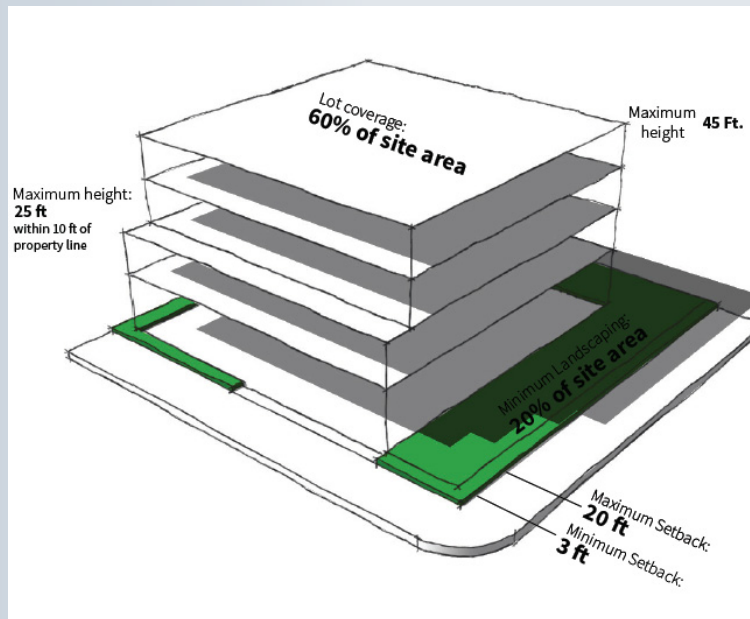 Lot coverage:
60% of site area
Maximum
height
45 Ft.
Maximum height:
25 ft
within 10 ft of
property line
Minimum Landscaping:
20% of site area
Maximum Setback:
20 ft
Minimum Setback:
3 ft